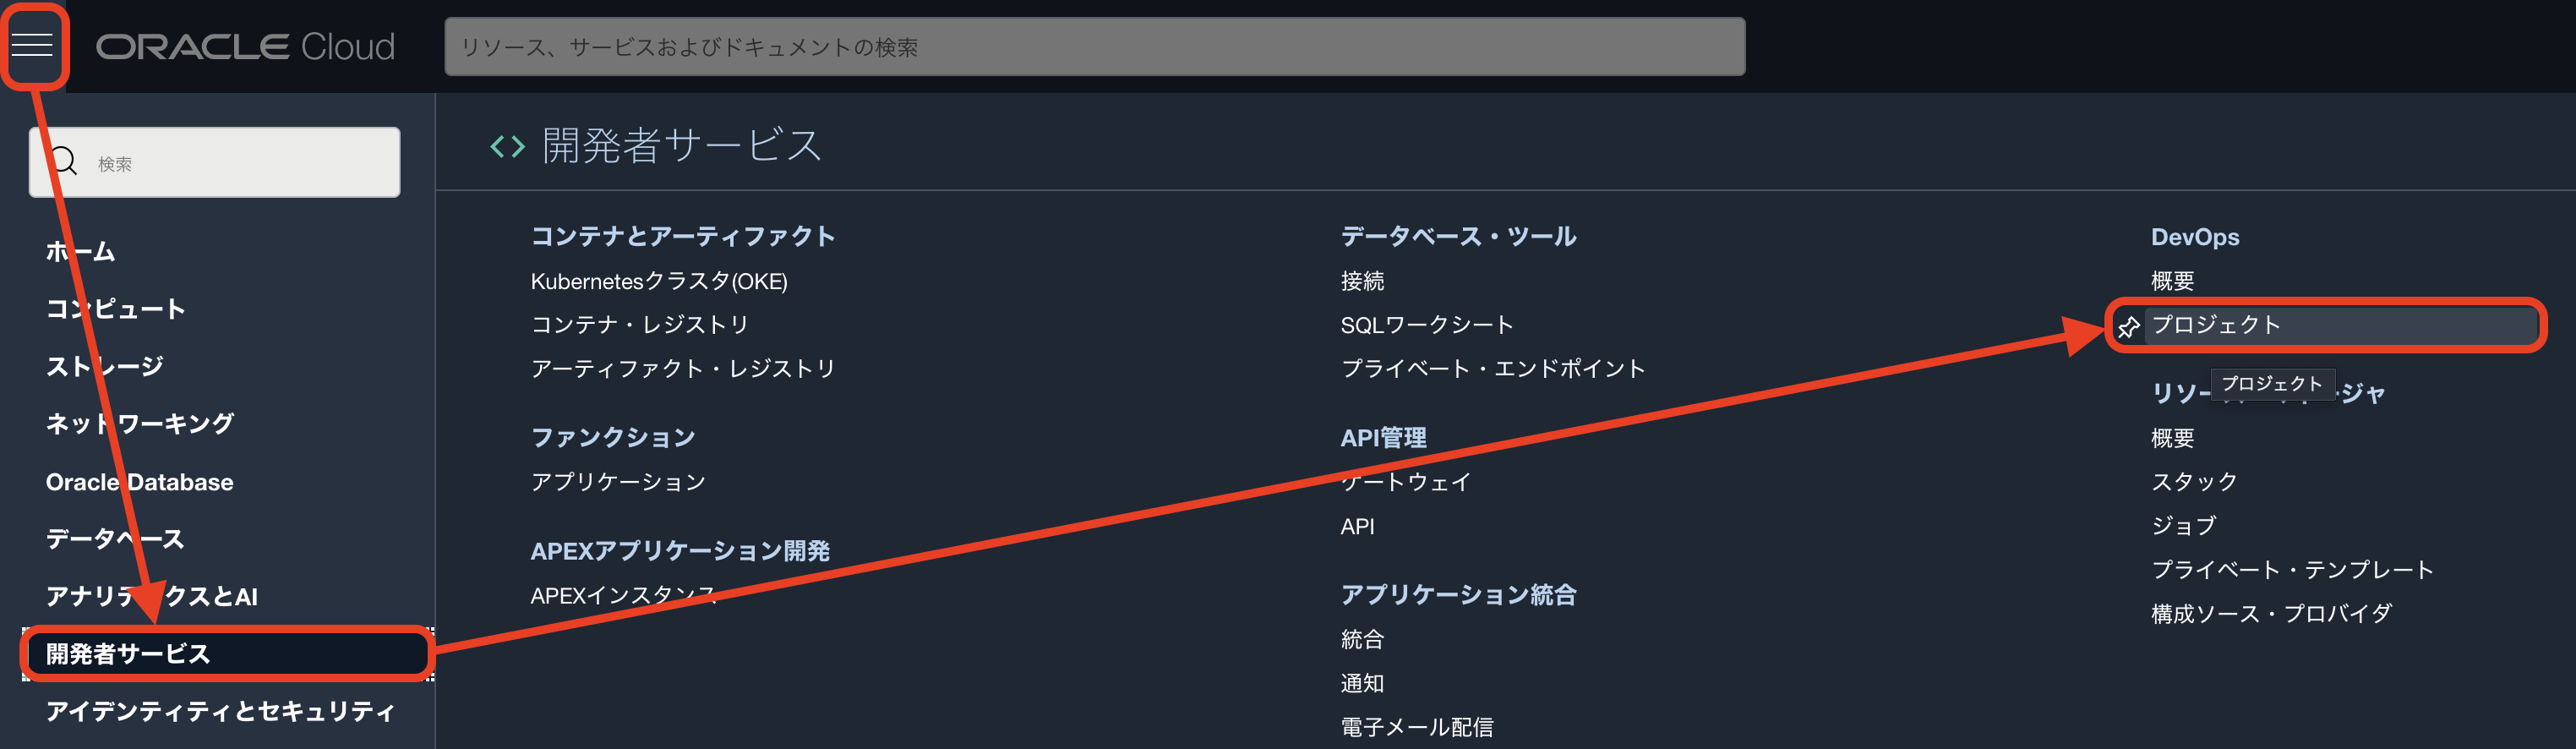 ORACLE Cloud
リソース、サービスおよびドキュメントの検索
検索
ホーム
コンピュート
ストレージ
ネットワーキング
Oracle Database
データベース
アナリティクスとAI
開発者サービス
アイデンティティとセキュリティ
開発者サービス
コンテナとアーティファクト
Kubernetesクラスタ(OKE)
コンテナ・レジストリ
アーティファクト・レジストリ
ファンクション
アプリケーション
APEXアプリケーション開発
APEXインスタンス
データベース・ツール
接続
SQLワークシート
プライベート・エンドポイント
API管理
ゲートウェイ
API
アプリケーション統合
統合
通知
電子メール配信
DevOps
概要
プロジェクト
プロジェクト
概要
スタック
ジョブ
プライベート・テンプレート
構成ソース・プロバイダ